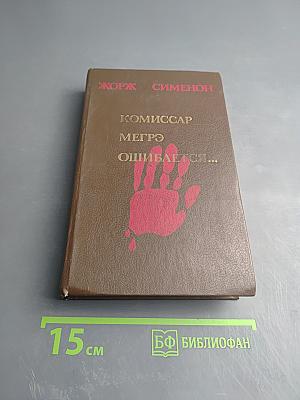 ЖОРЖ СИМЕНОН
КОМИССАР
МЕГРЭ
ОШИБАЕТСЯ...
15 см
БФ БИБЛИОФАН